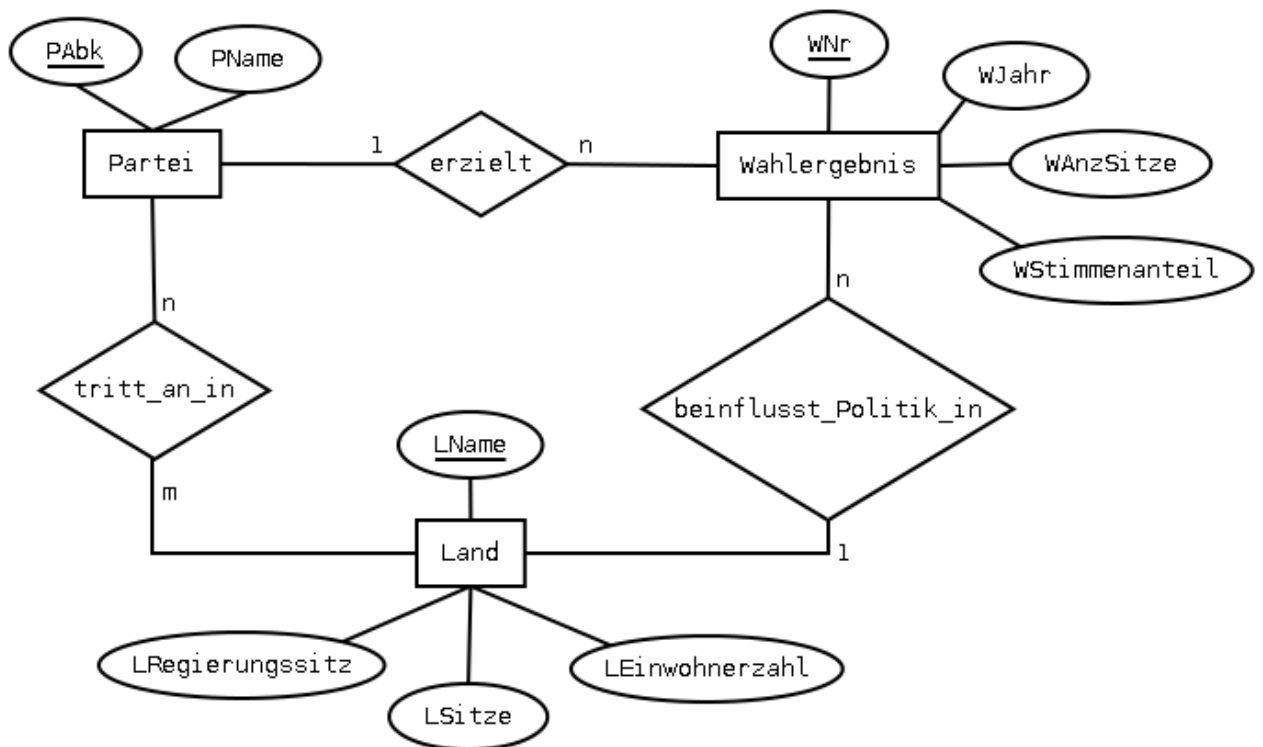 PAbk
PName
WNr
WJahr
Partei
1
erzielt
n
Wahlergebnis
WAnzSitze
WStimmenanteil
n
n
tritt_an_in
beinflusst_Politik_in
LName
m
Land
1
LRegierungssitz
LEinwohnerzahl
LSitze